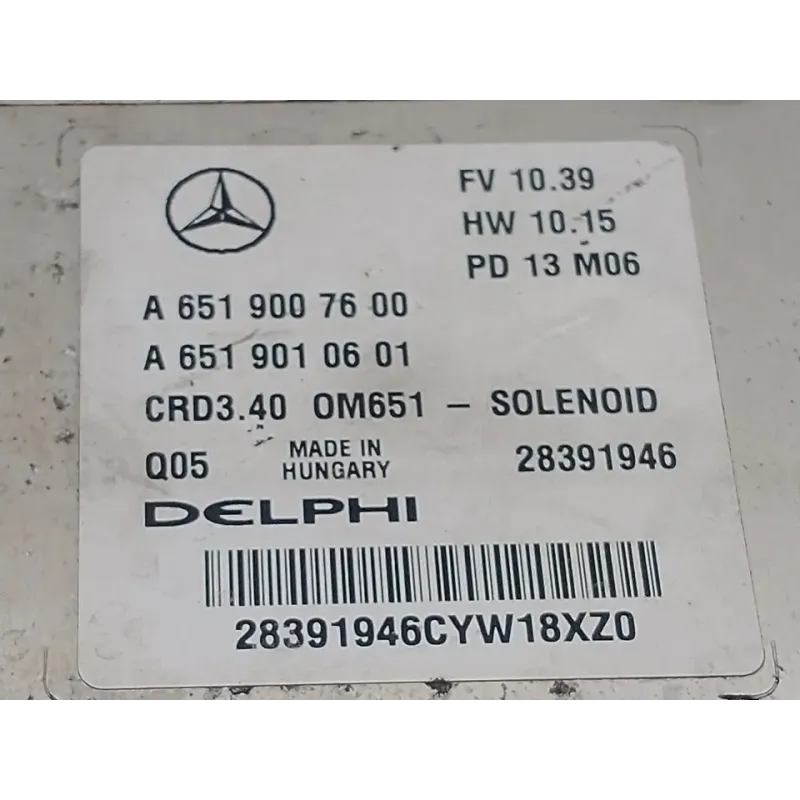 FV 10.39
HW 10.15
PD 13 M06
A 651 900 76 00
A 651 901 06 01
CRD3.40 OM651 – SOLENOID
Q05 MADE IN HUNGARY 28391946
DELPHI
28391946CYW18XZ0